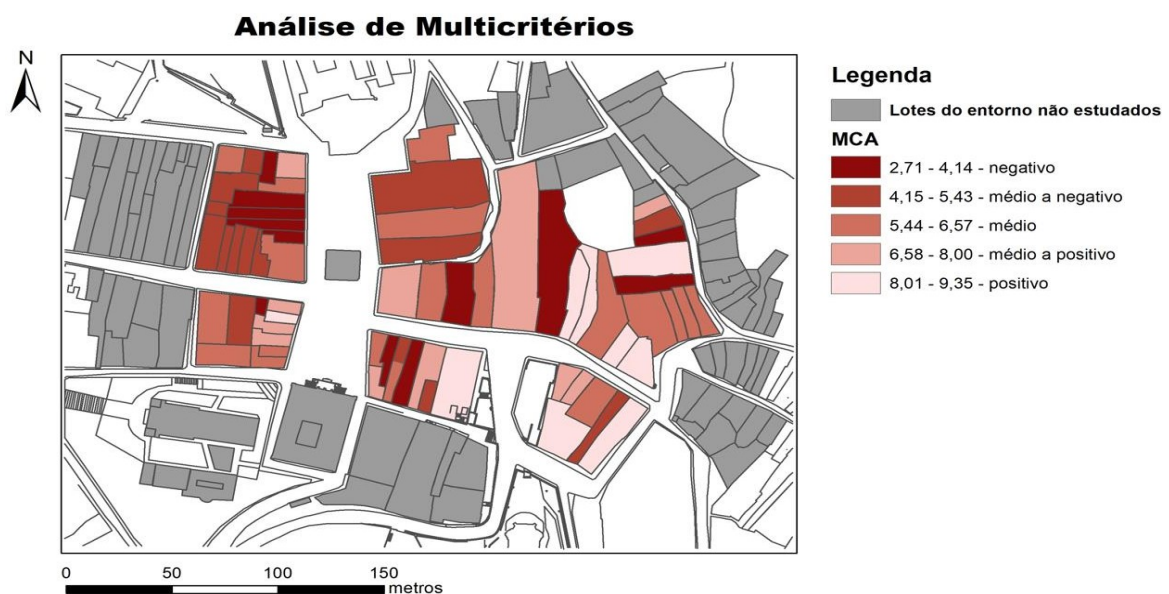 Análise de Multicritérios
N
Legenda
Lotes do entorno não estudados
MCA
2,71 - 4,14 - negativo
4,15 - 5,43 - médio a negativo
5,44 - 6,57 - médio
6,58 - 8,00 - médio a positivo
8,01 - 9,35 - positivo
0 50 100 150
metros